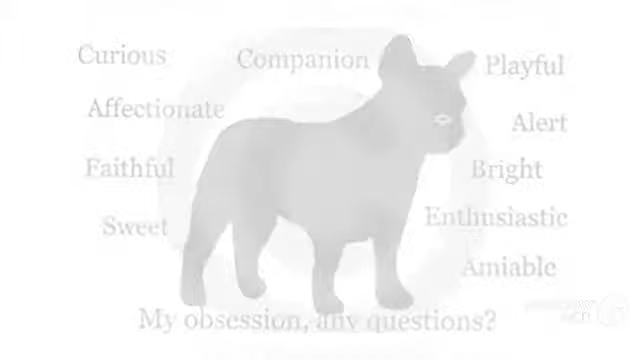 Curious Companion Playful
Affectionate Alert
Faithful Bright
Sweet Enthusiastic
Amiable
My obsession, any questions?